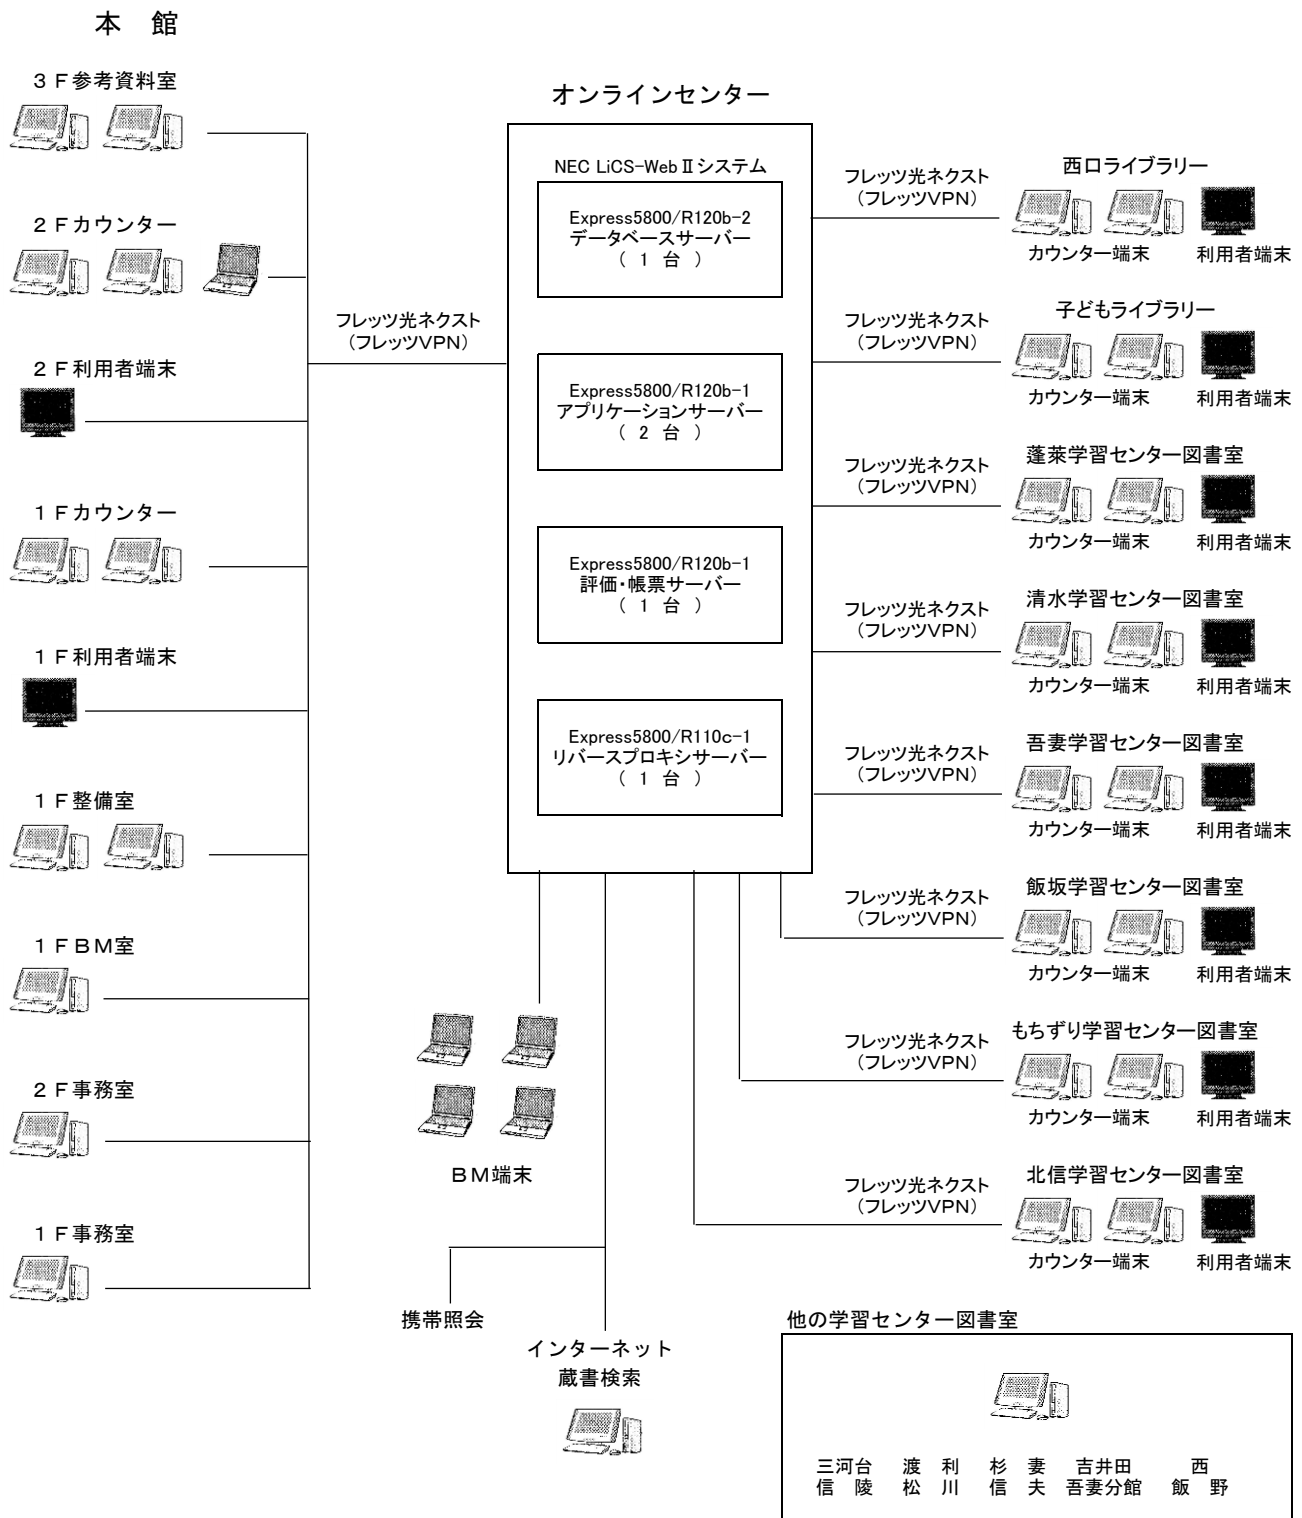 本　館
３Ｆ参考資料室
２Ｆカウンター
２Ｆ利用者端末
１Ｆカウンター
１Ｆ利用者端末
１Ｆ整備室
１ＦＢＭ室
２Ｆ事務室
１Ｆ事務室
フレッツ光ネクスト
（フレッツVPN）
オンラインセンター
NEC LiCS-WebⅡシステム
Express5800/R120b-2
データベースサーバー
（ 1 台 ）
Express5800/R120b-1
アプリケーションサーバー
（ 2 台 ）
Express5800/R120b-1
評価・帳票サーバー
（ 1 台 ）
Express5800/R110c-1
リバースプロキシサーバー
（ 1 台 ）
ＢＭ端末
携帯照会
インターネット
蔵書検索
フレッツ光ネクスト
（フレッツVPN）
西口ライブラリー
カウンター端末
利用者端末
フレッツ光ネクスト
（フレッツVPN）
子どもライブラリー
カウンター端末
利用者端末
フレッツ光ネクスト
（フレッツVPN）
蓬萊学習センター図書室
カウンター端末
利用者端末
フレッツ光ネクスト
（フレッツVPN）
清水学習センター図書室
カウンター端末
利用者端末
フレッツ光ネクスト
（フレッツVPN）
吾妻学習センター図書室
カウンター端末
利用者端末
フレッツ光ネクスト
（フレッツVPN）
飯坂学習センター図書室
カウンター端末
利用者端末
フレッツ光ネクスト
（フレッツVPN）
もちずり学習センター図書室
カウンター端末
利用者端末
フレッツ光ネクスト
（フレッツVPN）
北信学習センター図書室
カウンター端末
利用者端末
他の学習センター図書室
三河台　渡　利　杉　妻　吉井田　西
信　陵　松　川　信　夫　吾妻分館　飯　野